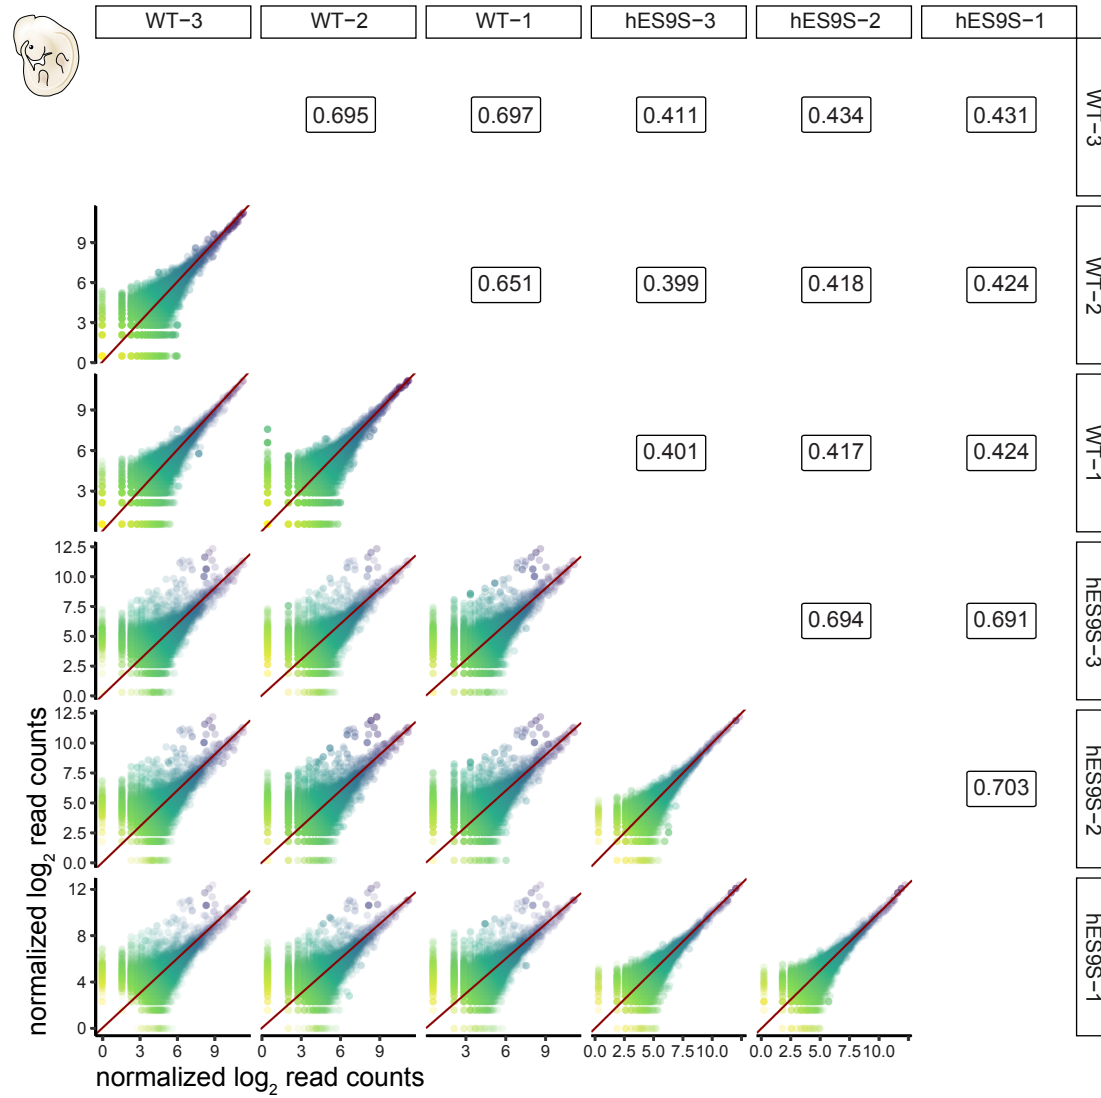 WT−3 WT−2 WT−1 hES9S−3 hES9S−2 hES9S−1
0.695 0.697 0.411 0.434 0.431 WT−3
0.651 0.399 0.418 0.424 WT−2
9
6
3
0
0.401 0.417 0.424 WT−1
9
6
3
0.694 0.691 hES9S−3
12.5
10.0
7.5
5.0
2.5
0.0
0.703 hES9S−2
12.5
10.0
7.5
5.0
2.5
0.0
hES9S−1
12
8
4
0
normalized log2 read counts
0 3 6 9 0 3 6 9 3 6 9 0.0 2.5 5.0 7.5 10.0 0.0 2.5 5.0 7.5 10.0
normalized log2 read counts